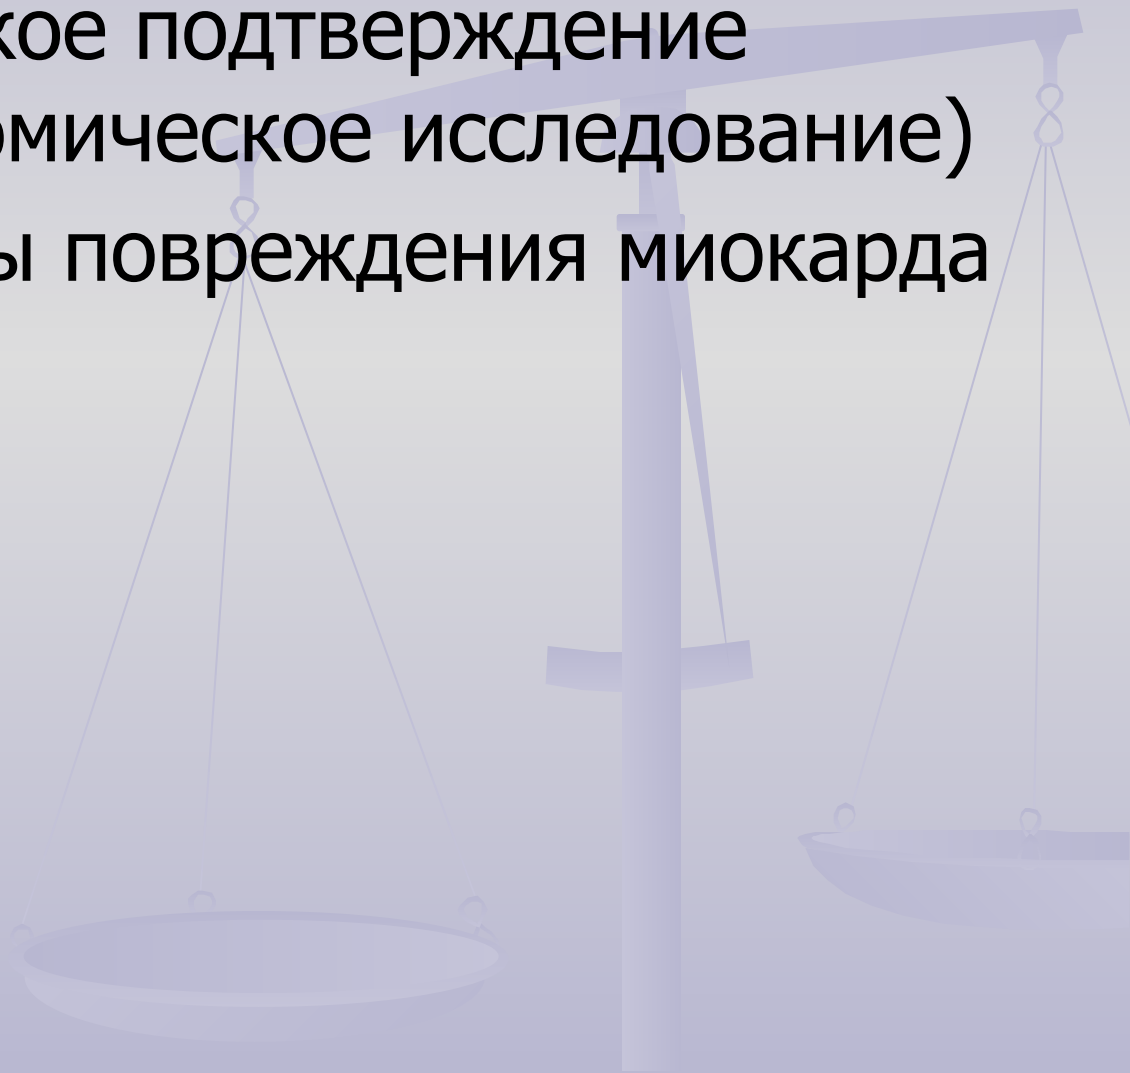 кое подтверждение
омическое исследование)
ы повреждения миокарда